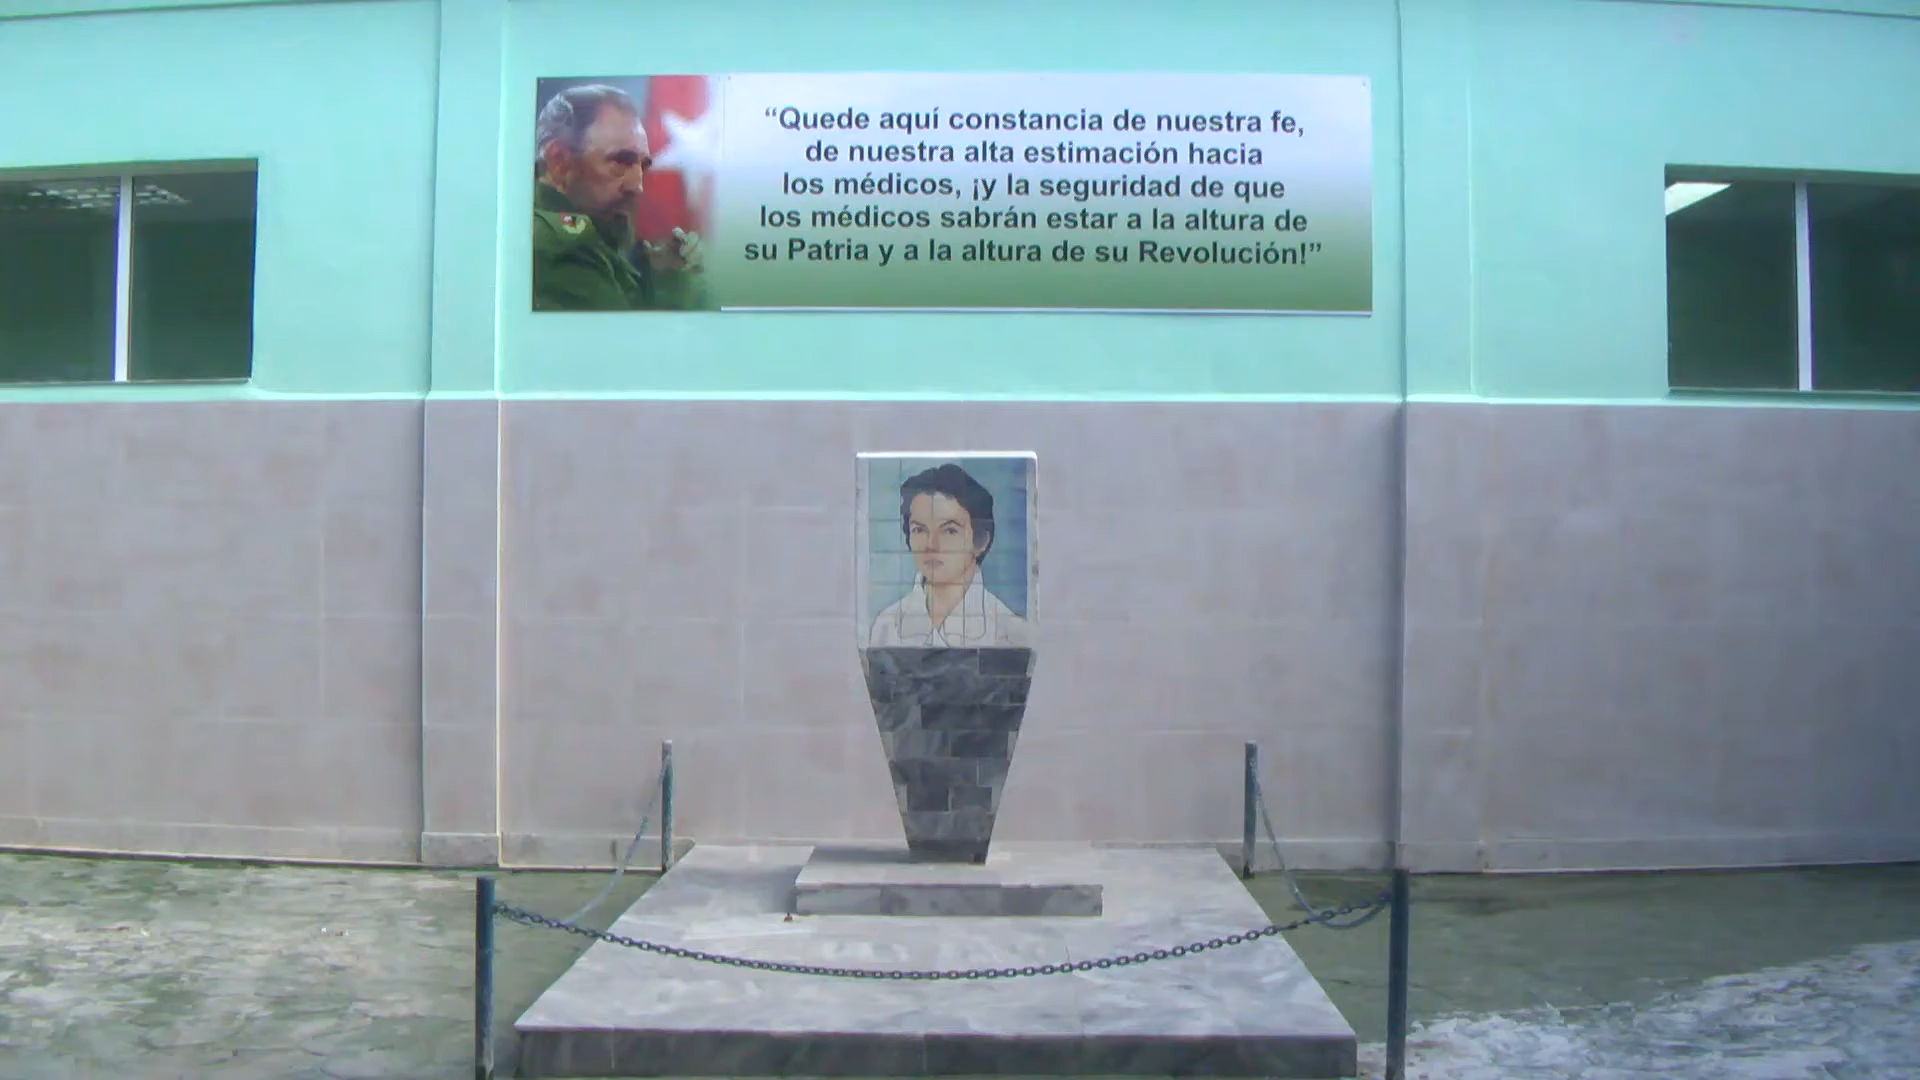 “Quede aquí constancia de nuestra fe,
de nuestra alta estimación hacia
los médicos, ¡y la seguridad de que
los médicos sabrán estar a la altura de
su Patria y a la altura de su Revolución!”